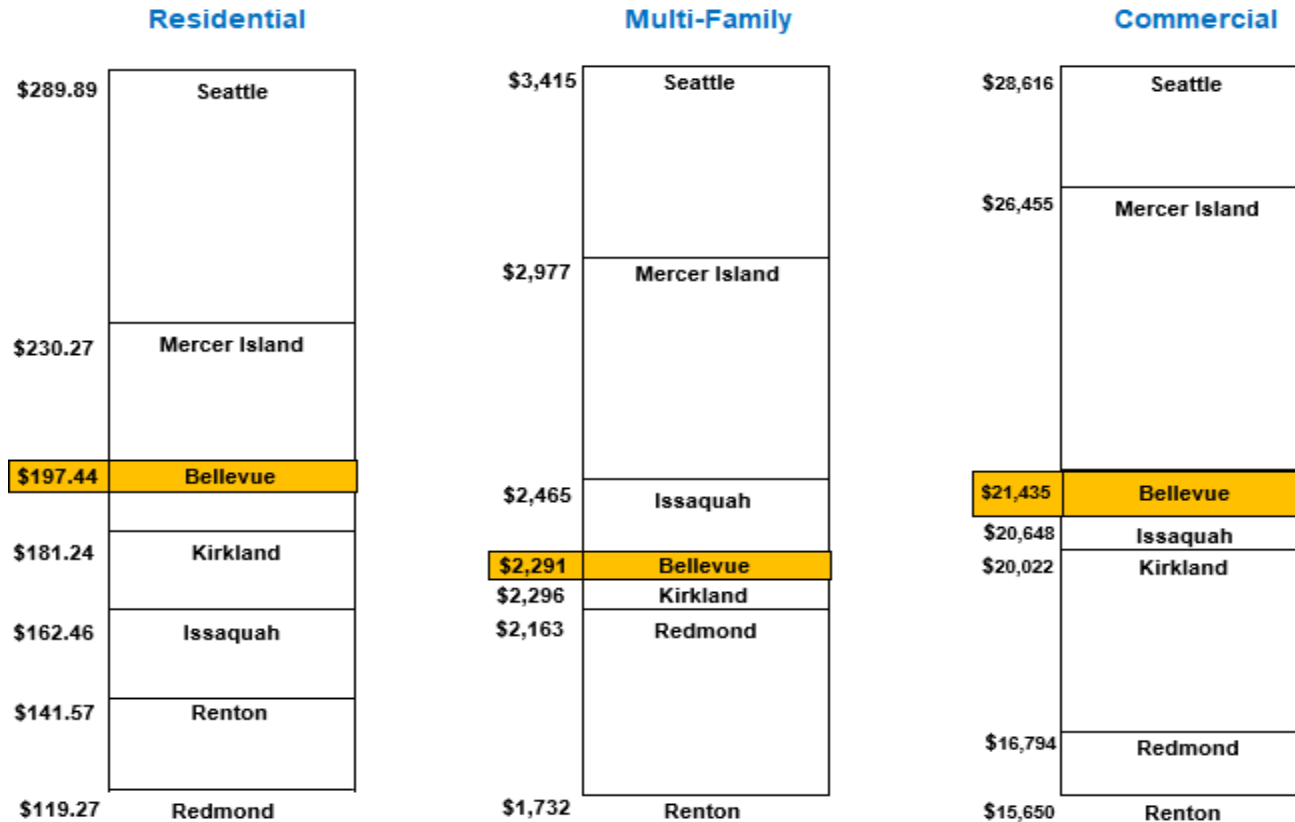 Residential
$289.89 Seattle
$230.27 Mercer Island
$197.44 Bellevue
$181.24 Kirkland
$162.46 Issaquah
$141.57 Renton
$119.27 Redmond
Multi-Family
$3,415 Seattle
$2,977 Mercer Island
$2,465 Issaquah
$2,291 Bellevue
$2,296 Kirkland
$2,163 Redmond
$1,732 Renton
Commercial
$28,616 Seattle
$26,455 Mercer Island
$21,435 Bellevue
$20,648 Issaquah
$20,022 Kirkland
$16,794 Redmond
$15,650 Renton